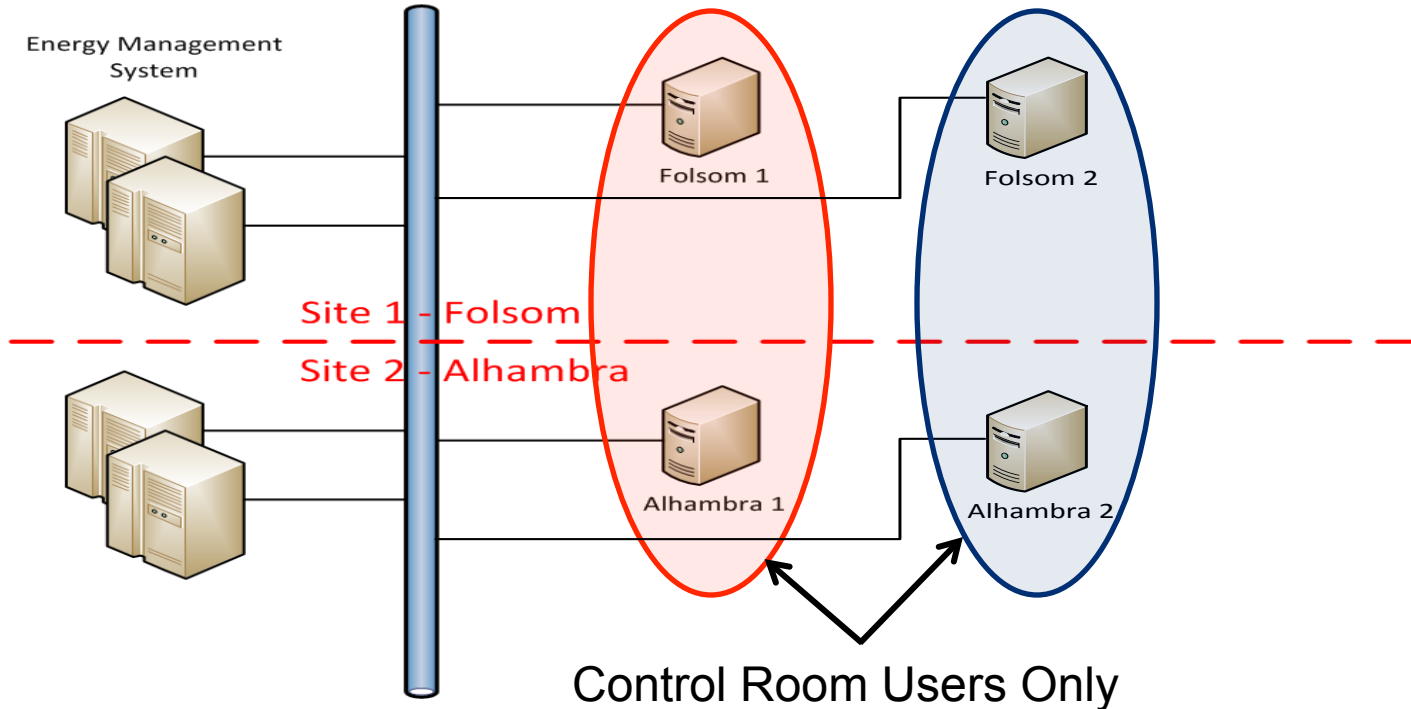 Energy Management
System
Folsom 1
Folsom 2
Site 1 - Folsom
Site 2 - Alhambra
Alhambra 1
Alhambra 2
Control Room Users Only